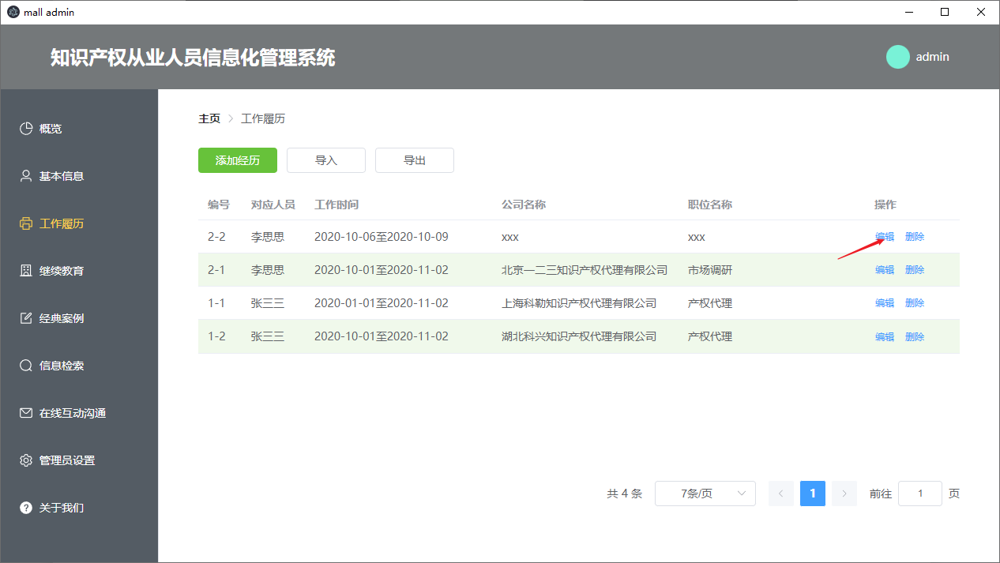 mall admin
知识产权从业人员信息化管理系统
admin
概览
基本信息
工作履历
继续教育
经典案例
信息检索
在线互动沟通
管理员设置
关于我们
主页 > 工作履历
添加经历 导入 导出
编号 对应人员 工作时间 公司名称 职位名称 操作
2-2 李思思 2020-10-06至2020-10-09 xxx xxx 编辑 删除
2-1 李思思 2020-10-01至2020-11-02 北京一二三知识产权代理有限公司 市场调研 编辑 删除
1-1 张三三 2020-01-01至2020-11-02 上海科勒知识产权代理有限公司 产权代理 编辑 删除
1-2 张三三 2020-10-01至2020-11-02 湖北科兴知识产权代理有限公司 产权代理 编辑 删除
共 4 条 7条/页 1 前往 1 页